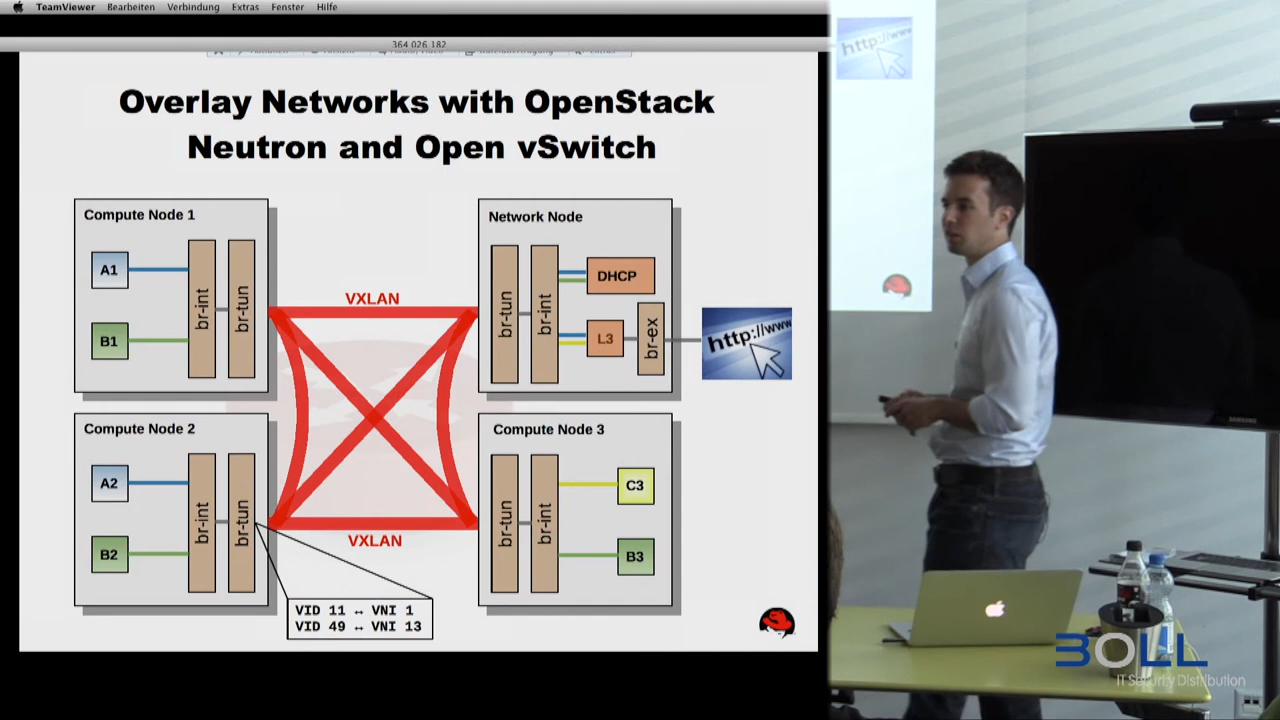 TeamViewer Bearbeiten Verbindung Extras Fenster Hilfe
364 026 182
Overlay Networks with OpenStack
Neutron and Open vSwitch
Compute Node 1
A1
B1
br-int
br-tun
VXLAN
Network Node
br-tun
br-int
DHCP
L3
br-ex
http://www
Compute Node 2
A2
B2
br-int
br-tun
VXLAN
Compute Node 3
br-tun
br-int
C3
B3
VID 11 ↔ VNI 1
VID 49 ↔ VNI 13
http://www
SAMSUNG
BOLL
IT Security Distribution